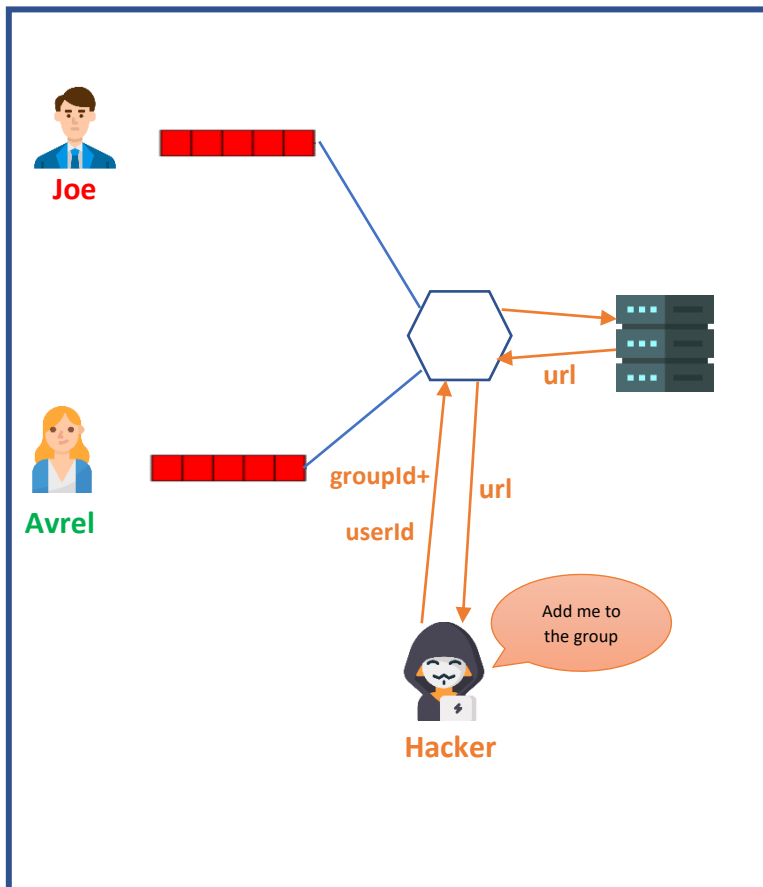 Joe
url
groupId+
userId
url
Avrel
Add me to
the group
Hacker